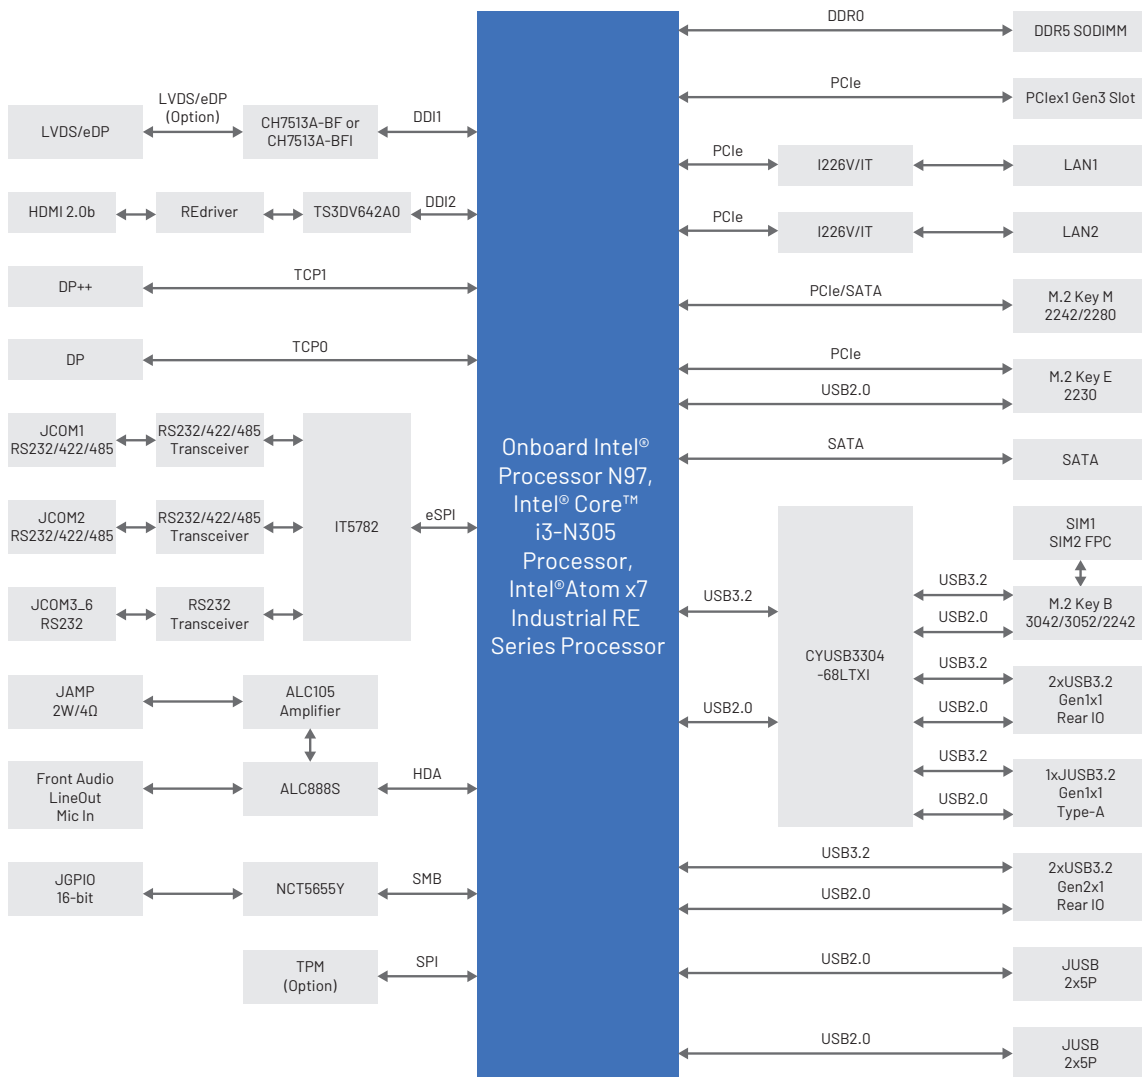 DDR0
DDR5 SODIMM
PCIe
PCIex1 Gen3 Slot
LVDS/eDP
LVDS/eDP
(Option)
CH7513A-BF or
CH7513A-BFI
DDI1
PCIe
I226V/IT
LAN1
HDMI 2.0b
REdriver
TS3DV642A0
DDI2
PCIe
I226V/IT
LAN2
DP++
TCP1
PCIe/SATA
M.2 Key M
2242/2280
DP
TCP0
PCIe
USB2.0
M.2 Key E
2230
JCOM1
RS232/422/485
RS232/422/485
Transceiver
SATA
SATA
JCOM2
RS232/422/485
RS232/422/485
Transceiver
IT5782
eSPI
JCOM3_6
RS232
RS232
Transceiver
Onboard Intel®
Processor N97,
Intel® Core™
i3-N305
Processor,
Intel®Atom x7
Industrial RE
Series Processor
USB3.2
USB2.0
CYUSB3304
-68LTXI
SIM1
SIM2 FPC
USB3.2
USB2.0
M.2 Key B
3042/3052/2242
USB3.2
USB2.0
2xUSB3.2
Gen1x1
Rear IO
USB3.2
USB2.0
1xJUSB3.2
Gen1x1
Type-A
JAMP
2W/4Ω
ALC105
Amplifier
Front Audio
LineOut
Mic In
ALC888S
HDA
JGPIO
16-bit
NCT5655Y
SMB
USB3.2
USB2.0
2xUSB3.2
Gen2x1
Rear IO
TPM
(Option)
SPI
USB2.0
JUSB
2x5P
USB2.0
JUSB
2x5P